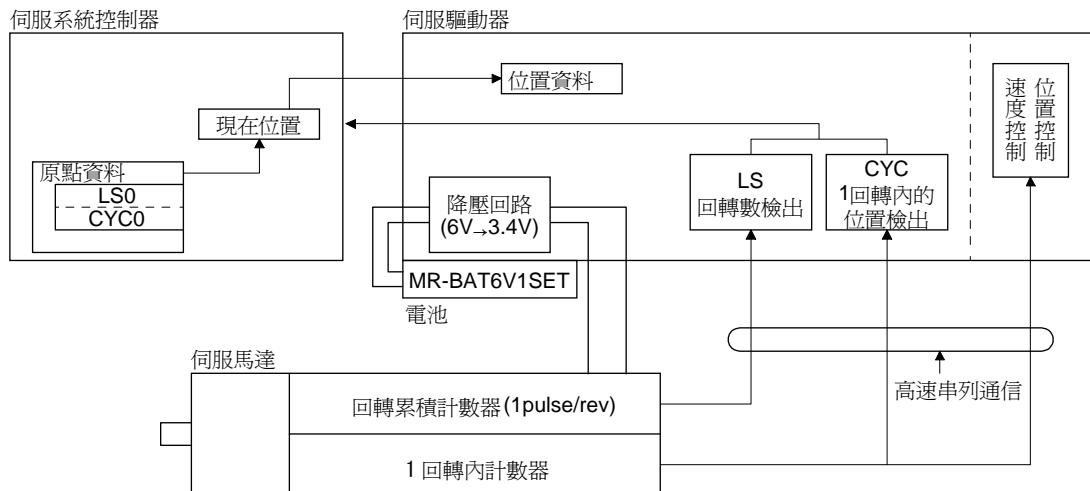 伺服系統控制器
現在位置
原點資料
LS0
CYC0
伺服驅動器
位置資料
位置控制
速度控制
LS
回轉數檢出
CYC
1回轉內的
位置檢出
降壓回路
(6V→3.4V)
MR-BAT6V1SET
電池
伺服馬達
回轉累積計數器(1pulse/rev)
1 回轉內計數器
高速串列通信